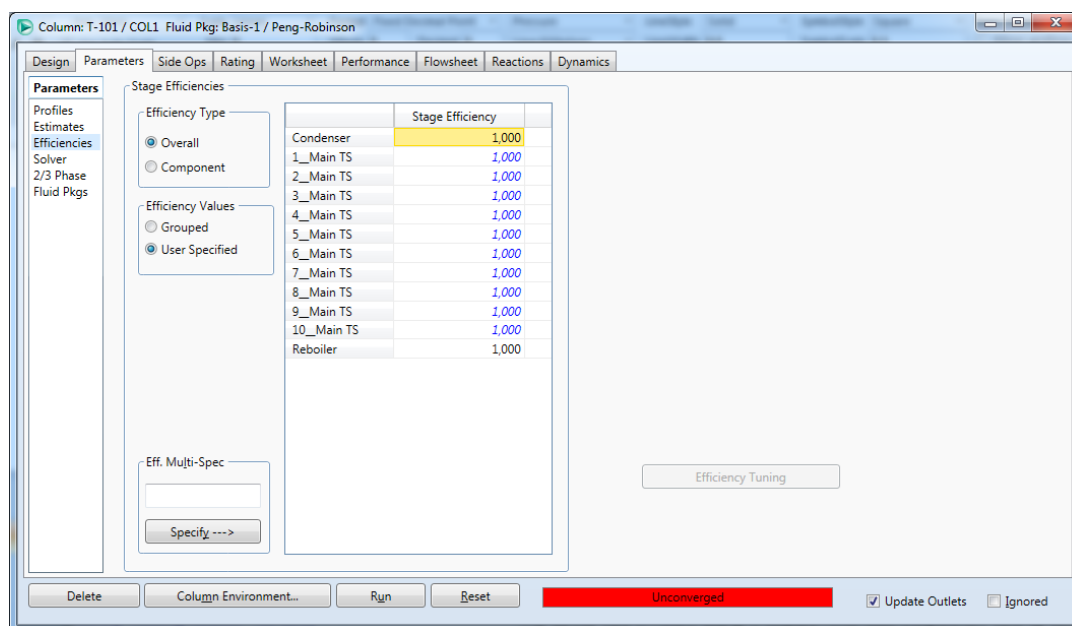 Column: T-101 / COL1 Fluid Pkg: Basis-1 / Peng-Robinson
Design Parameters Side Ops Rating Worksheet Performance Flowsheet Reactions Dynamics
Parameters
Profiles
Estimates
Efficiencies
Solver
2/3 Phase
Fluid Pkgs
Stage Efficiencies
Efficiency Type
Overall
Component
Efficiency Values
Grouped
User Specified
Eff. Multi-Spec
Specify --->
Stage Efficiency
Condenser 1,000
1__Main TS 1,000
2__Main TS 1,000
3__Main TS 1,000
4__Main TS 1,000
5__Main TS 1,000
6__Main TS 1,000
7__Main TS 1,000
8__Main TS 1,000
9__Main TS 1,000
10__Main TS 1,000
Reboiler 1,000
Efficiency Tuning
Delete Column Environment... Run Reset Unconverged Update Outlets Ignored